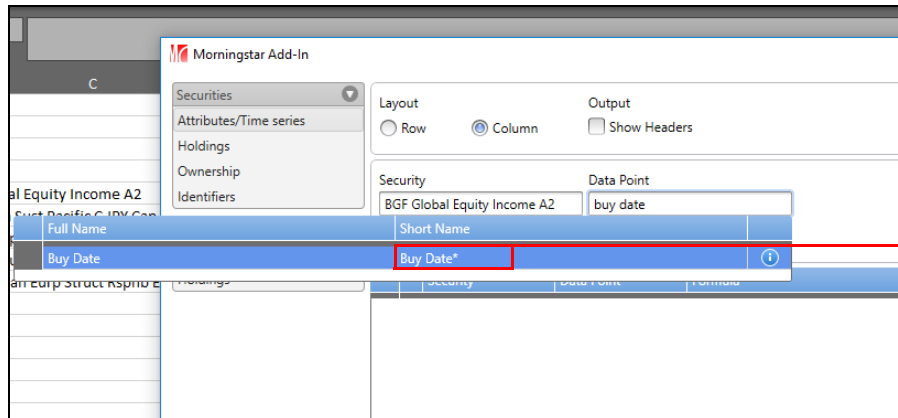 Morningstar Add-In
C
Securities
Attributes/Time series
Holdings
Ownership
Identifiers
Layout
Row
Column
Output
Show Headers
Security
Data Point
BGF Global Equity Income A2
buy date
al Equity Income A2
Full Name
Short Name
Buy Date
Buy Date*
Holdings
Security
Data Point
Formula